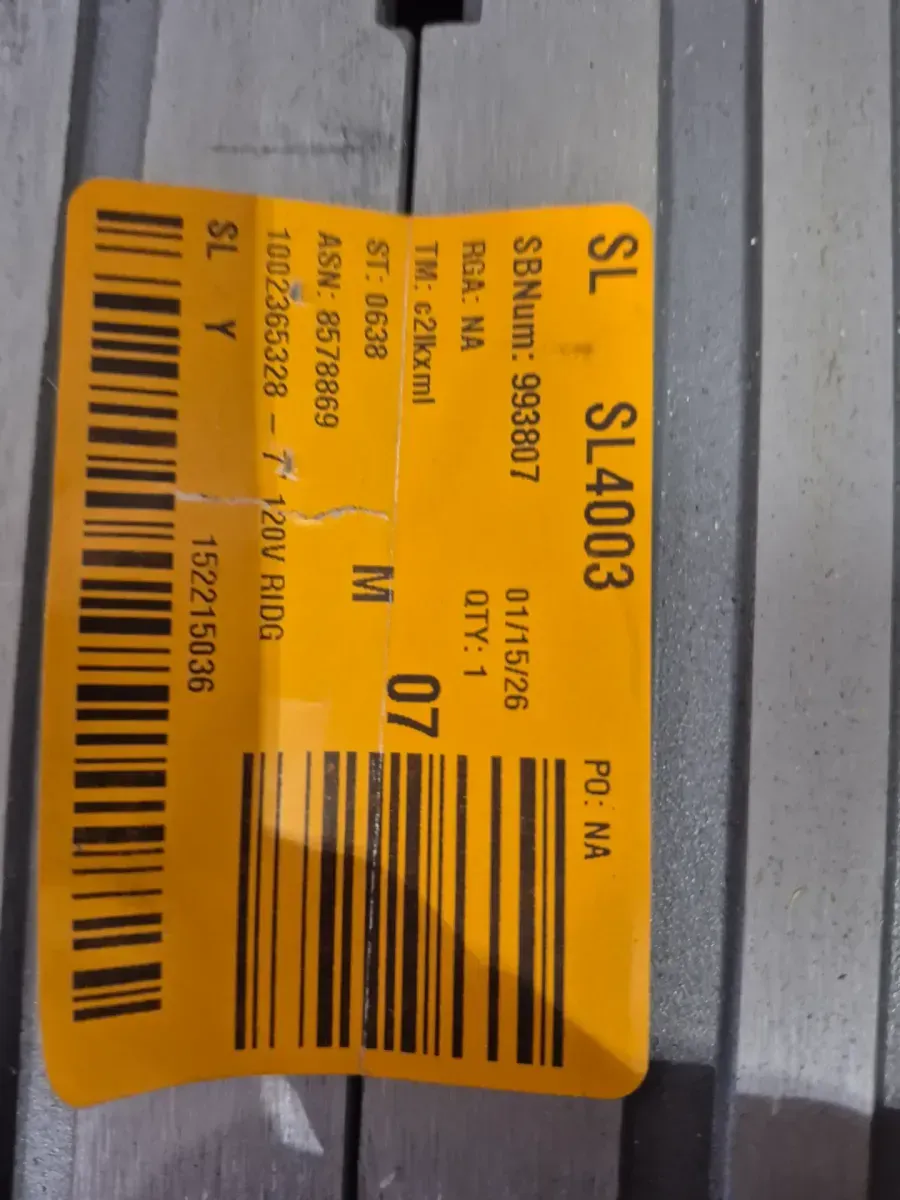 SL SL4003 PO: NA
SBNum: 993807 01/15/26
RGA: NA QTY: 1
TM: c2lkxml 07
ST: 0638 M
ASN: 8578869
1002365328 - 7" 120V RIDG
SL Y 152215036